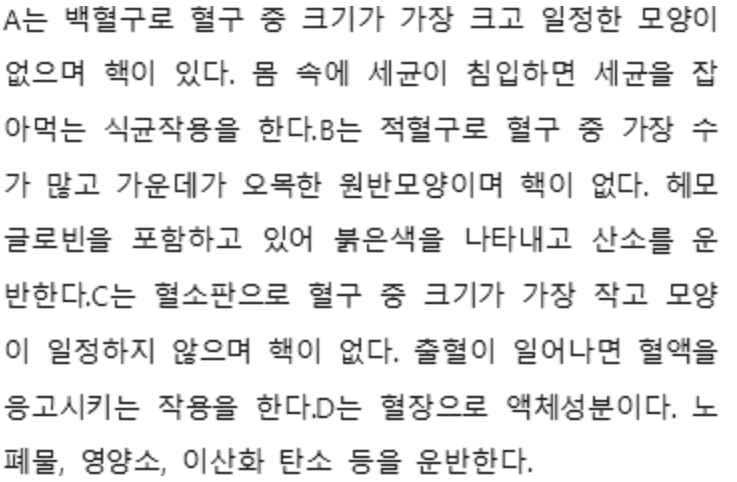 A는 백혈구로 혈구 중 크기가 가장 크고 일정한 모양이
없으며 핵이 있다. 몸 속에 세균이 침입하면 세균을 잡
아먹는 식균작용을 한다.B는 적혈구로 혈구 중 가장 수
가 많고 가운데가 오목한 원반모양이며 핵이 없다. 헤모
글로빈을 포함하고 있어 붉은색을 나타내고 산소를 운
반한다.C는 혈소판으로 혈구 중 크기가 가장 작고 모양
이 일정하지 않으며 핵이 없다. 출혈이 일어나면 혈액을
응고시키는 작용을 한다.D는 혈장으로 액체성분이다. 노
폐물, 영양소, 이산화 탄소 등을 운반한다.